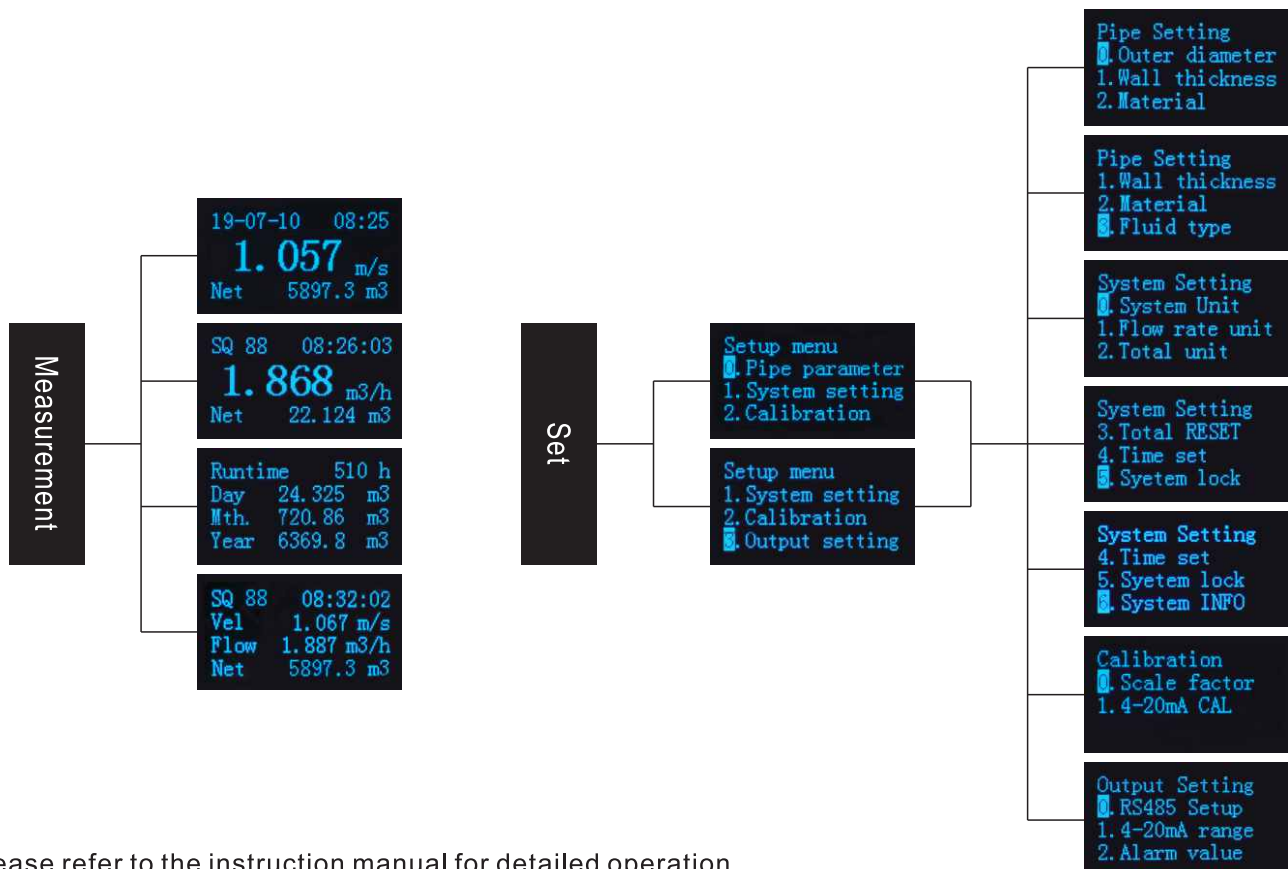 Measurement
19-07-10 08:25
1.057 m/s
Net 5897.3 m3
SQ 88 08:26:03
1.868 m3/h
Net 22.124 m3
Runtime 510 h
Day 24.325 m3
Mth. 720.86 m3
Year 6369.8 m3
SQ 88 08:32:02
Vel 1.067 m/s
Flow 1.887 m3/h
Net 5897.3 m3
Set
Setup menu
0.Pipe parameter
1.System setting
2.Calibration
Setup menu
1.System setting
2.Calibration
3.Output setting
Pipe Setting
0.Outer diameter
1.Wall thickness
2.Material
Pipe Setting
1.Wall thickness
2.Material
3.Fluid type
System Setting
0.System Unit
1.Flow rate unit
2.Total unit
System Setting
3.Total RESET
4.Time set
5.Syetem lock
System Setting
4.Time set
5.Syetem lock
6.System INFO
Calibration
0.Scale factor
1.4-20mA CAL
Output Setting
0.RS485 Setup
1.4-20mA range
2.Alarm value
ease refer to the instruction manual for detailed operation